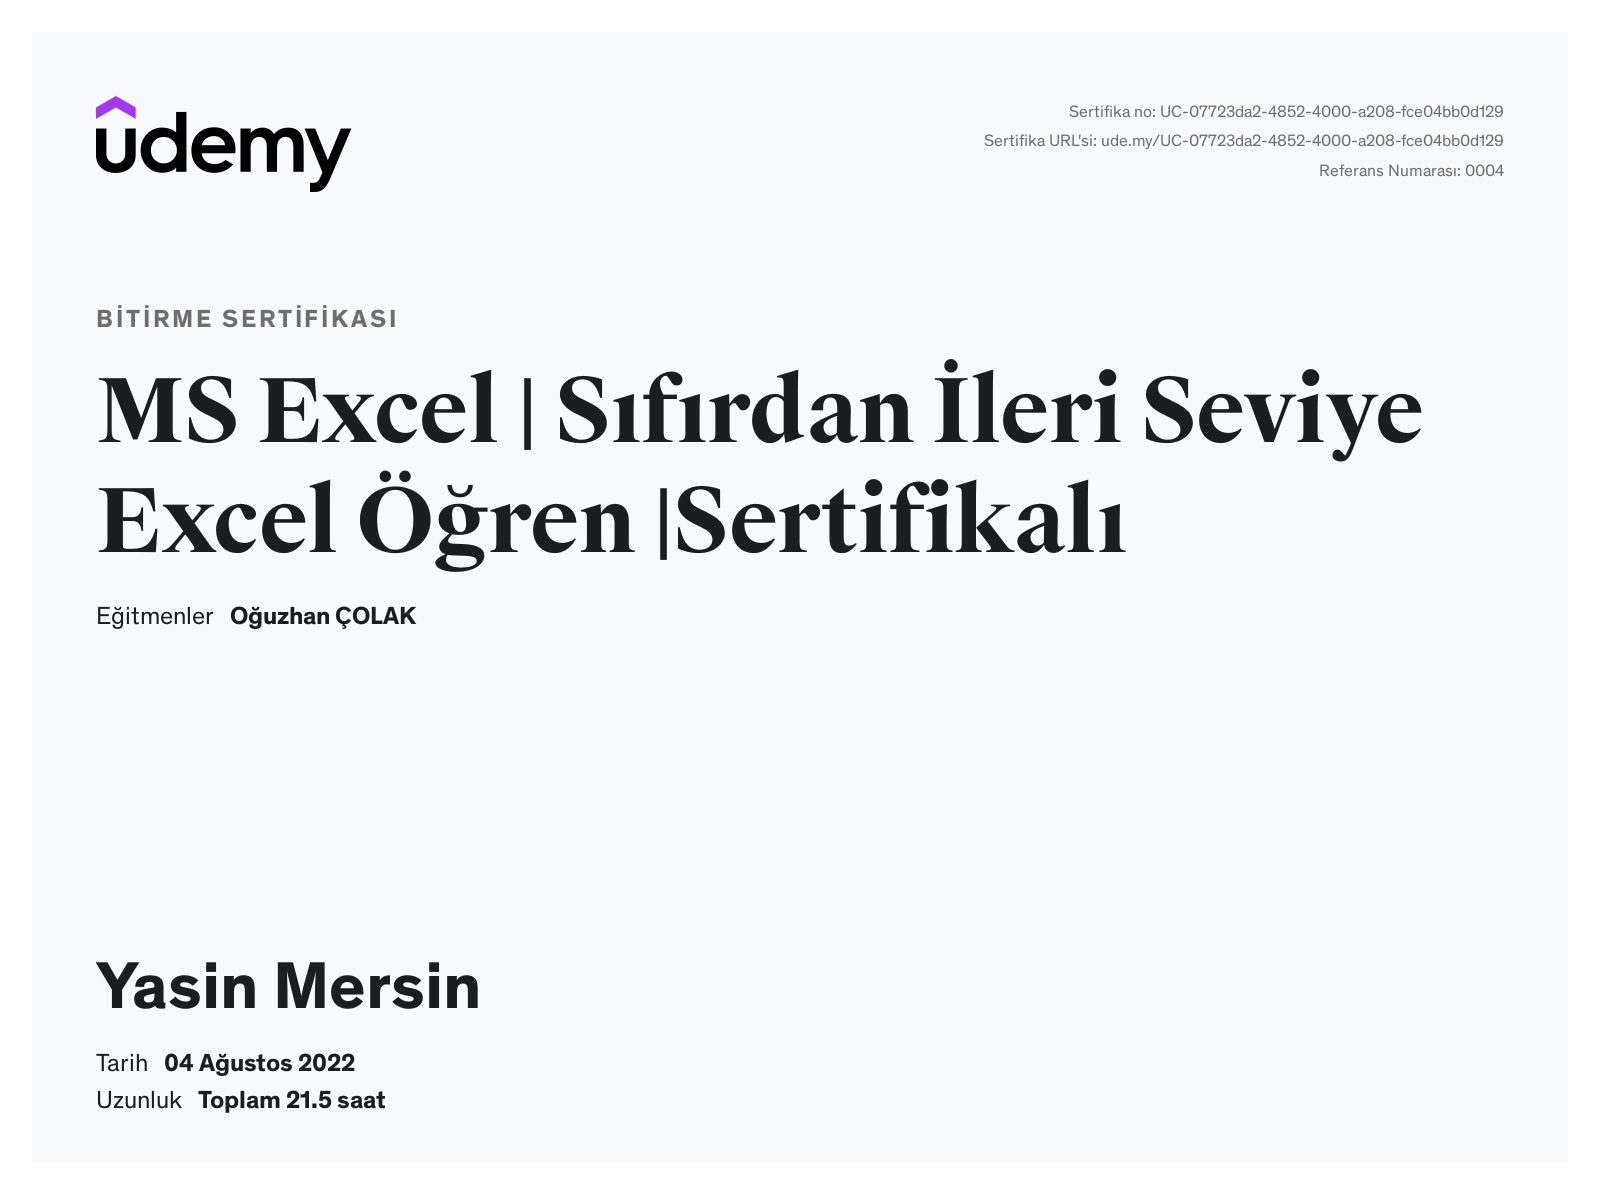 udemy
Sertifika no: UC-07723da2-4852-4000-a208-fce04bb0d129
Sertifika URL'si: ude.my/UC-07723da2-4852-4000-a208-fce04bb0d129
Referans Numarası: 0004
BİTİRME SERTİFİKASI
MS Excel | Sıfırdan İleri Seviye
Excel Öğren |Sertifikalı
Eğitmenler Oğuzhan ÇOLAK
Yasin Mersin
Tarih 04 Ağustos 2022
Uzunluk Toplam 21.5 saat